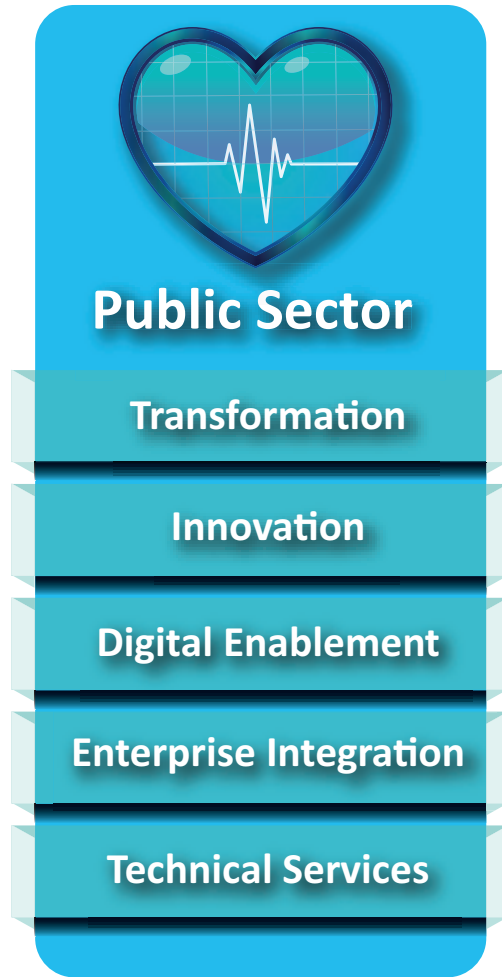 Public Sector
Transformation
Innovation
Digital Enablement
Enterprise Integration
Technical Services